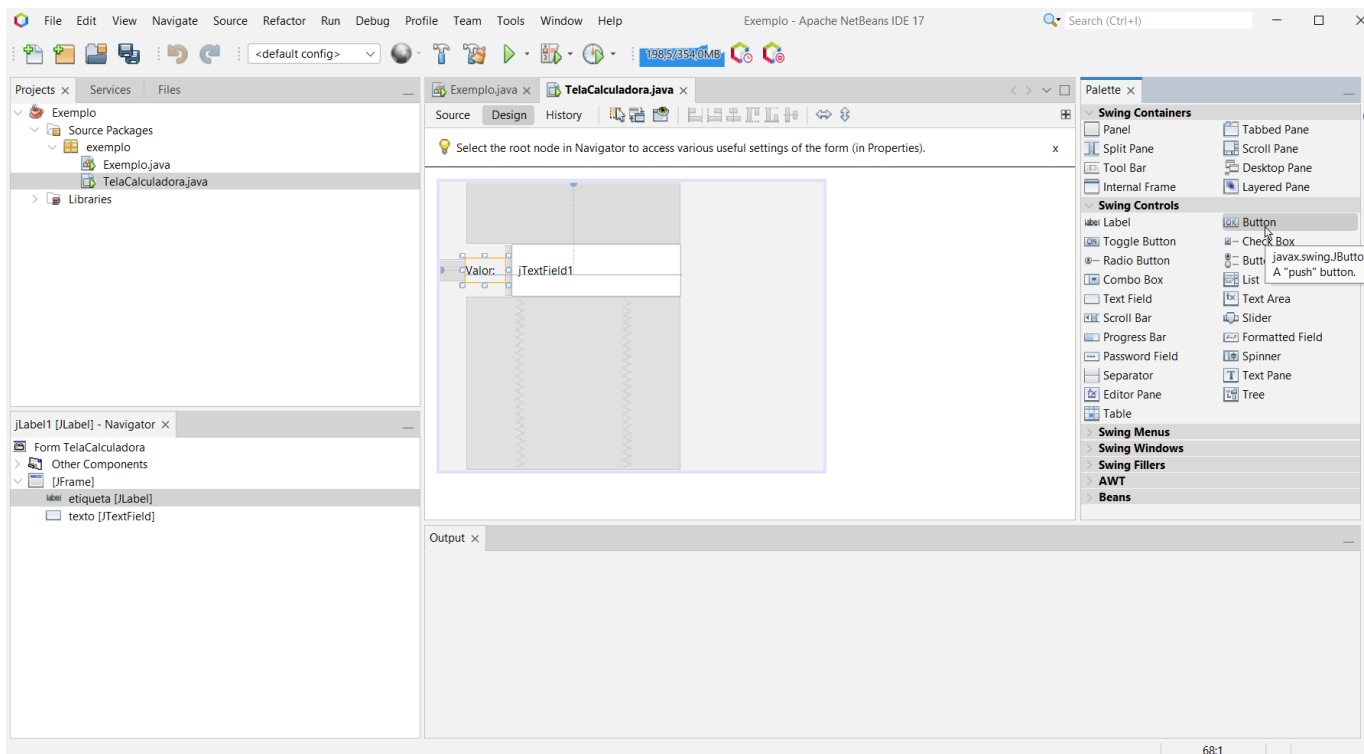 File Edit View Navigate Source Refactor Run Debug Profile Team Tools Window Help
Exemplo - Apache NetBeans IDE 17
Search (Ctrl+I)
<default config>
198,5/354,0MB
Projects
Services
Files
Exemplo
Source Packages
exemplo
Exemplo.java
TelaCalculadora.java
Libraries
jLabel1 [JLabel] - Navigator
Form TelaCalculadora
Other Components
[JFrame]
label etiqueta [JLabel]
texto [JTextField]
Exemplo.java
TelaCalculadora.java
Source Design History
Select the root node in Navigator to access various useful settings of the form (in Properties).
x
Valor: jTextField1
Output
Palette
Swing Containers
Panel Tabbed Pane
Split Pane Scroll Pane
Tool Bar Desktop Pane
Internal Frame Layered Pane
Swing Controls
label Label OK Button
ON Toggle Button Check Box
Radio Button
Combo Box List
javax.swing.JButto
A "push" button.
Text Field Text Area
Scroll Bar Slider
Progress Bar Formatted Field
Password Field Spinner
Separator T Text Pane
Editor Pane Tree
Table
Swing Menus
Swing Windows
Swing Fillers
AWT
Beans
68:1